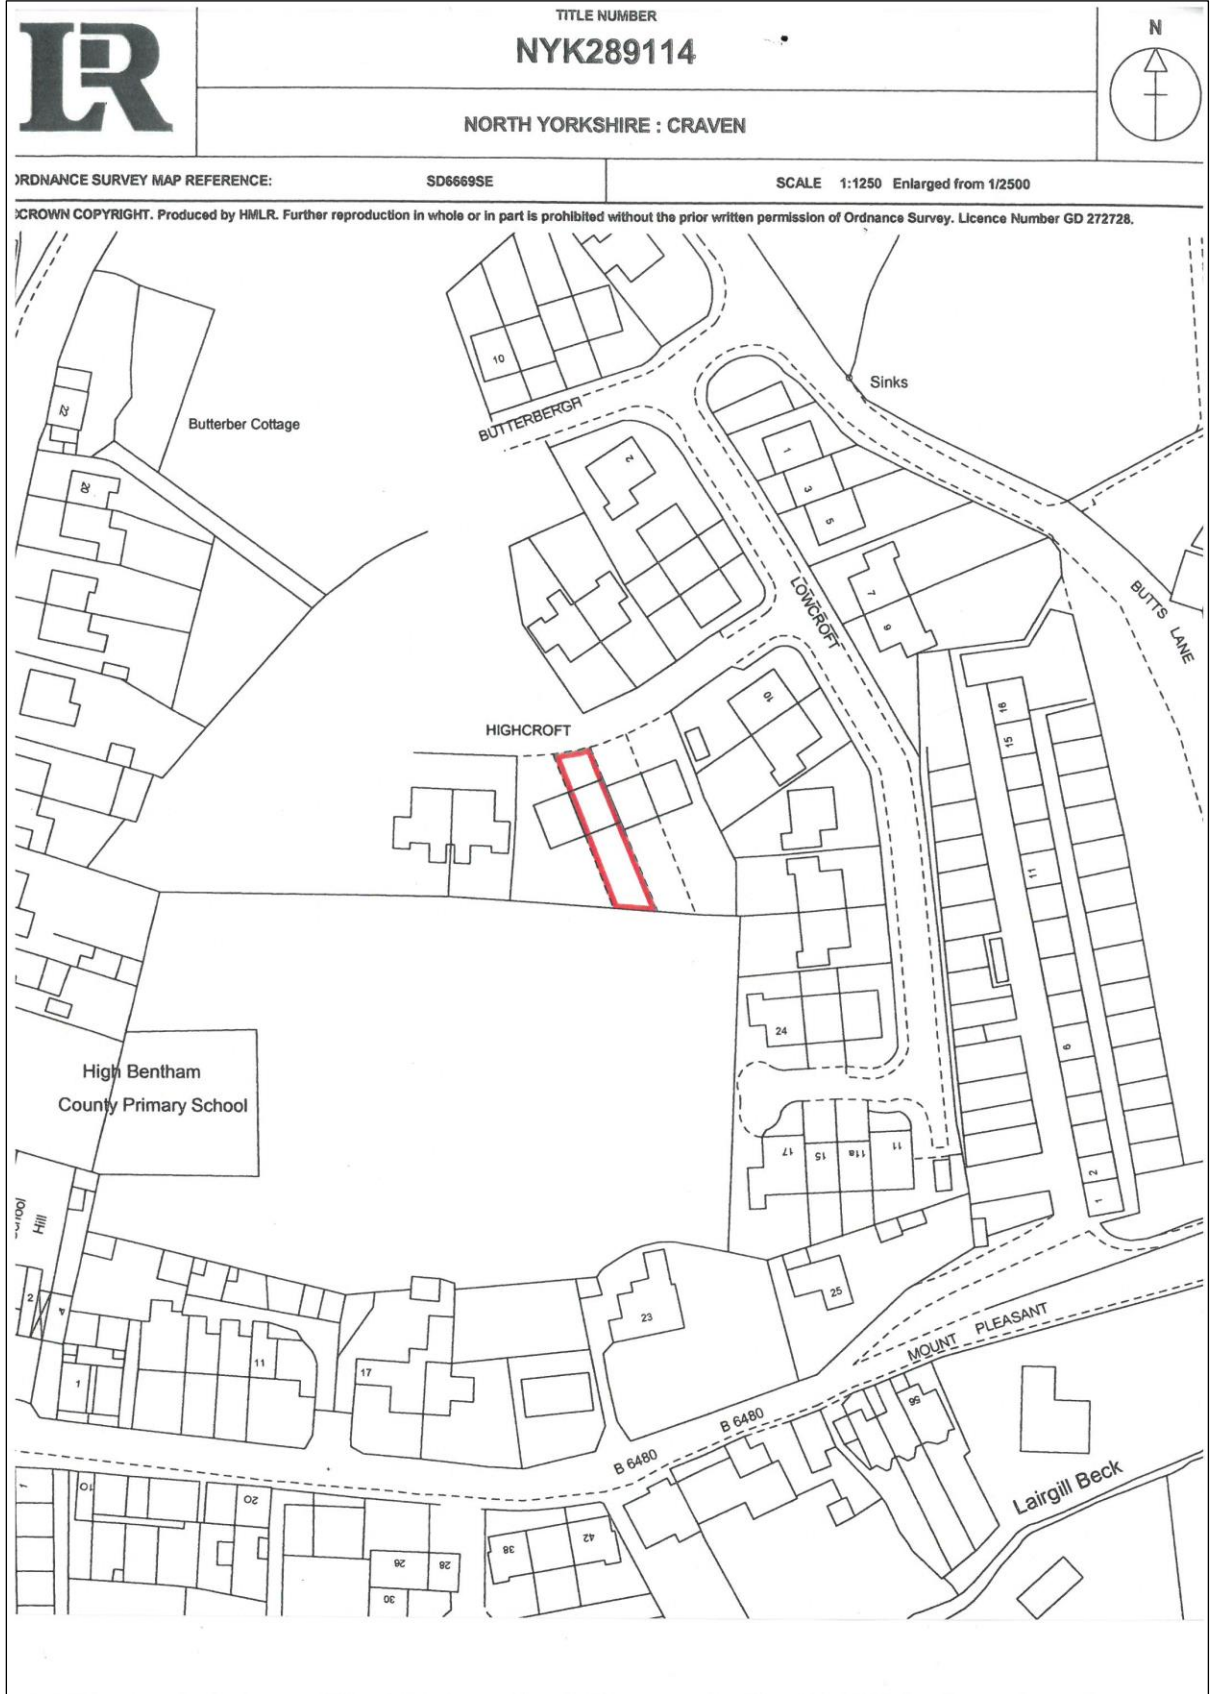 LR
TITLE NUMBER
NYK289114
N
NORTH YORKSHIRE : CRAVEN
ORDNANCE SURVEY MAP REFERENCE:
SD6669SE
SCALE 1:1250 Enlarged from 1/2500
CROWN COPYRIGHT. Produced by HMLR. Further reproduction in whole or in part is prohibited without the prior written permission of Ordnance Survey. Licence Number GD 272728.
10
Sinks
22
BUTTERBERGR
Butterber Cottage
2
1
20
3
5
LOWCROFT
7
BUTTS LANE
9
10
16
HIGHCROFT
15
11
24
6
High Bentham
County Primary School
17
15
11a
11
2
1
Hill
2
4
25
23
MOUNT PLEASANT
11
17
1
B 6480
56
B 6480
Lairgill Beck
1
10
20
38
42
26
28
30